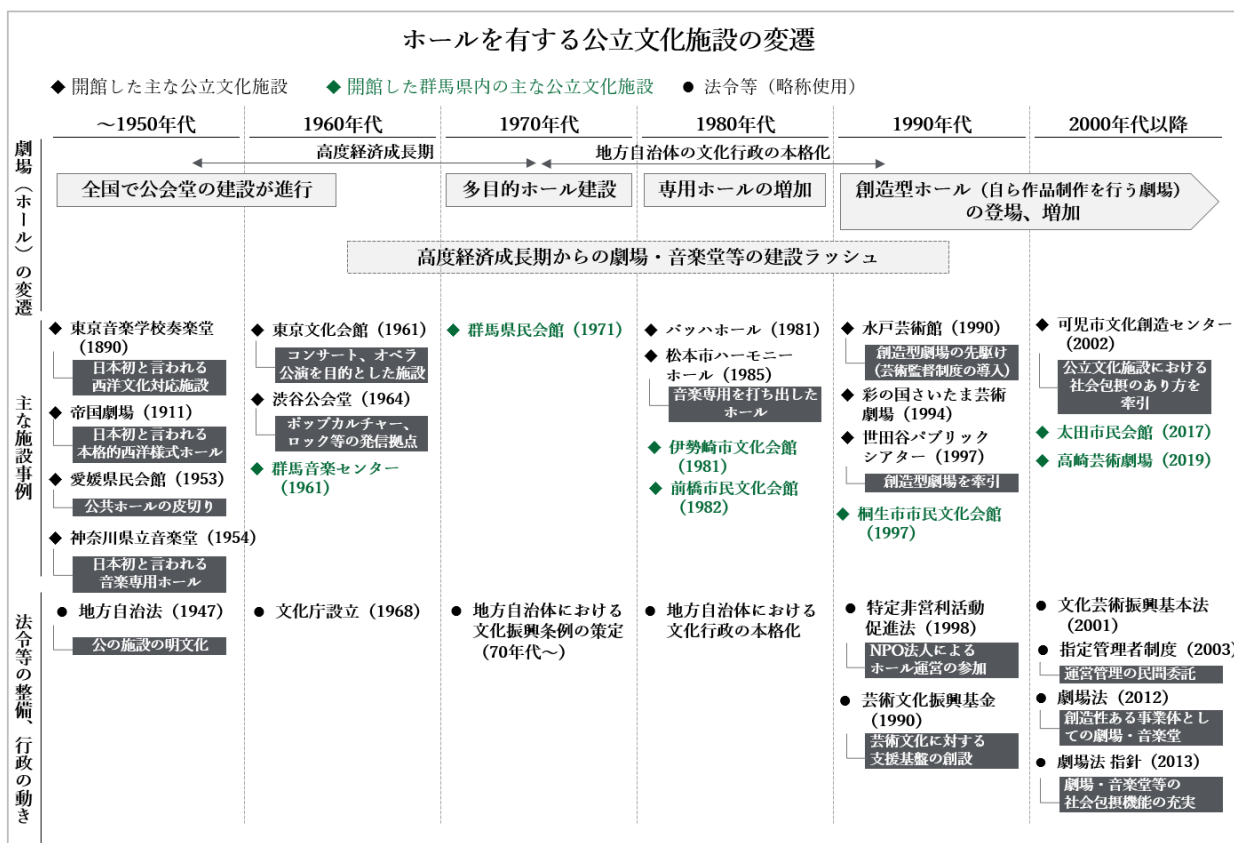 ホールを有する公立文化施設の変遷
◆ 開館した主な公立文化施設 ◆ 開館した群馬県内の主な公立文化施設 ● 法令等（略称使用）
～1950年代 1960年代 1970年代 1980年代 1990年代 2000年代以降
劇場（ホール）の変遷
高度経済成長期
地方自治体の文化行政の本格化
全国で公会堂の建設が進行
多目的ホール建設
専用ホールの増加
創造型ホール（自ら作品制作を行う劇場）
の登場、増加
高度経済成長期からの劇場・音楽堂等の建設ラッシュ
主な施設事例
◆ 東京音楽学校奏楽堂
（1890）
日本初と言われる
西洋文化対応施設
◆ 帝国劇場（1911）
日本初と言われる
本格的西洋様式ホール
◆ 愛媛県民会館（1953）
公共ホールの皮切り
◆ 神奈川県立音楽堂（1954）
日本初と言われる
音楽専用ホール
◆ 東京文化会館（1961）
コンサート、オペラ
公演を目的とした施設
◆ 渋谷公会堂（1964）
ポップカルチャー、
ロック等の発信拠点
◆ 群馬音楽センター
（1961）
◆ 群馬県民会館（1971）
◆ バッハホール（1981）
◆ 松本市ハーモニー
ホール（1985）
音楽専用を打ち出した
ホール
◆ 伊勢崎市文化会館
（1981）
◆ 前橋市民文化会館
（1982）
◆ 水戸芸術館（1990）
創造型劇場の先駆け
（芸術監督制度の導入）
◆ 彩の国さいたま芸術
劇場（1994）
◆ 世田谷パブリック
シアター（1997）
創造型劇場を牽引
◆ 桐生市市民文化会館
（1997）
◆ 可児市文化創造センター
（2002）
公立文化施設における
社会包摂のあり方を
牽引
◆ 太田市民会館（2017）
◆ 高崎芸術劇場（2019）
法令等の整備、行政の動き
● 地方自治法（1947）
公の施設の明文化
● 文化庁設立（1968）
● 地方自治体における
文化振興条例の策定
（70年代～）
● 地方自治体における
文化行政の本格化
● 特定非営利活動
促進法（1998）
NPO法人による
ホール運営の参加
● 芸術文化振興基金
（1990）
芸術文化に対する
支援基盤の創設
● 文化芸術振興基本法
（2001）
● 指定管理者制度（2003）
運営管理の民間委託
● 劇場法（2012）
創造性ある事業体とし
ての劇場・音楽堂
● 劇場法 指針（2013）
劇場・音楽堂等の
社会包摂機能の充実